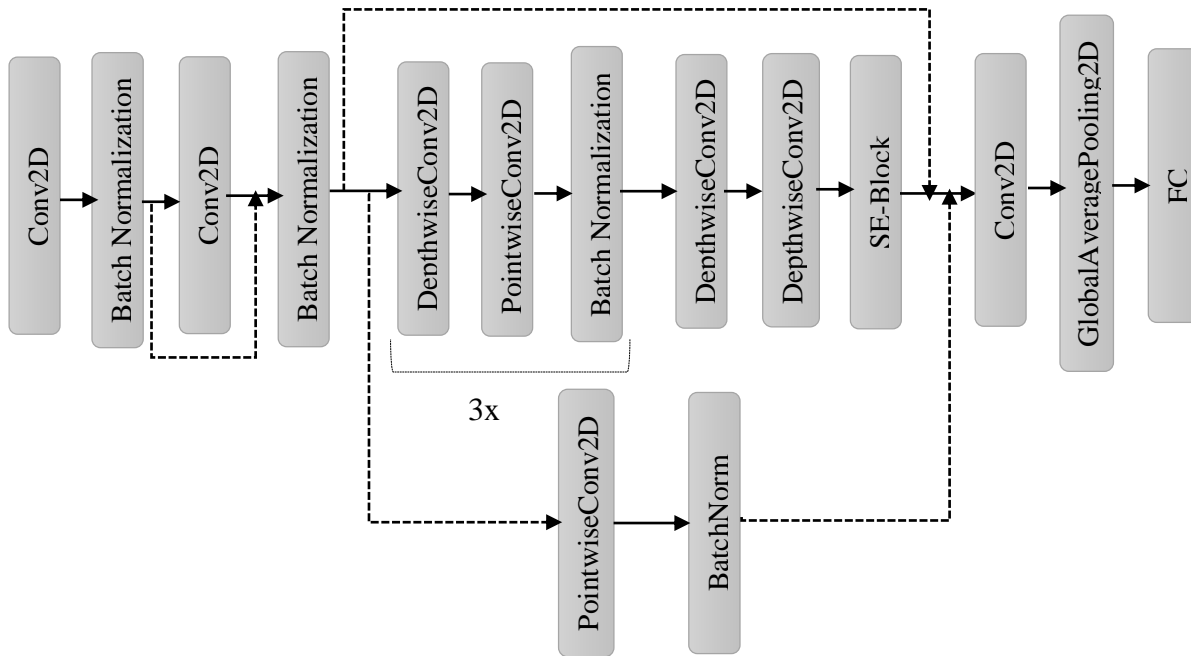 Conv2D
Batch Normalization
Conv2D
Batch Normalization
DepthwiseConv2D
PointwiseConv2D
Batch Normalization
DepthwiseConv2D
DepthwiseConv2D
SE-Block
Conv2D
GlobalAveragePooling2D
FC
3x
PointwiseConv2D
BatchNorm